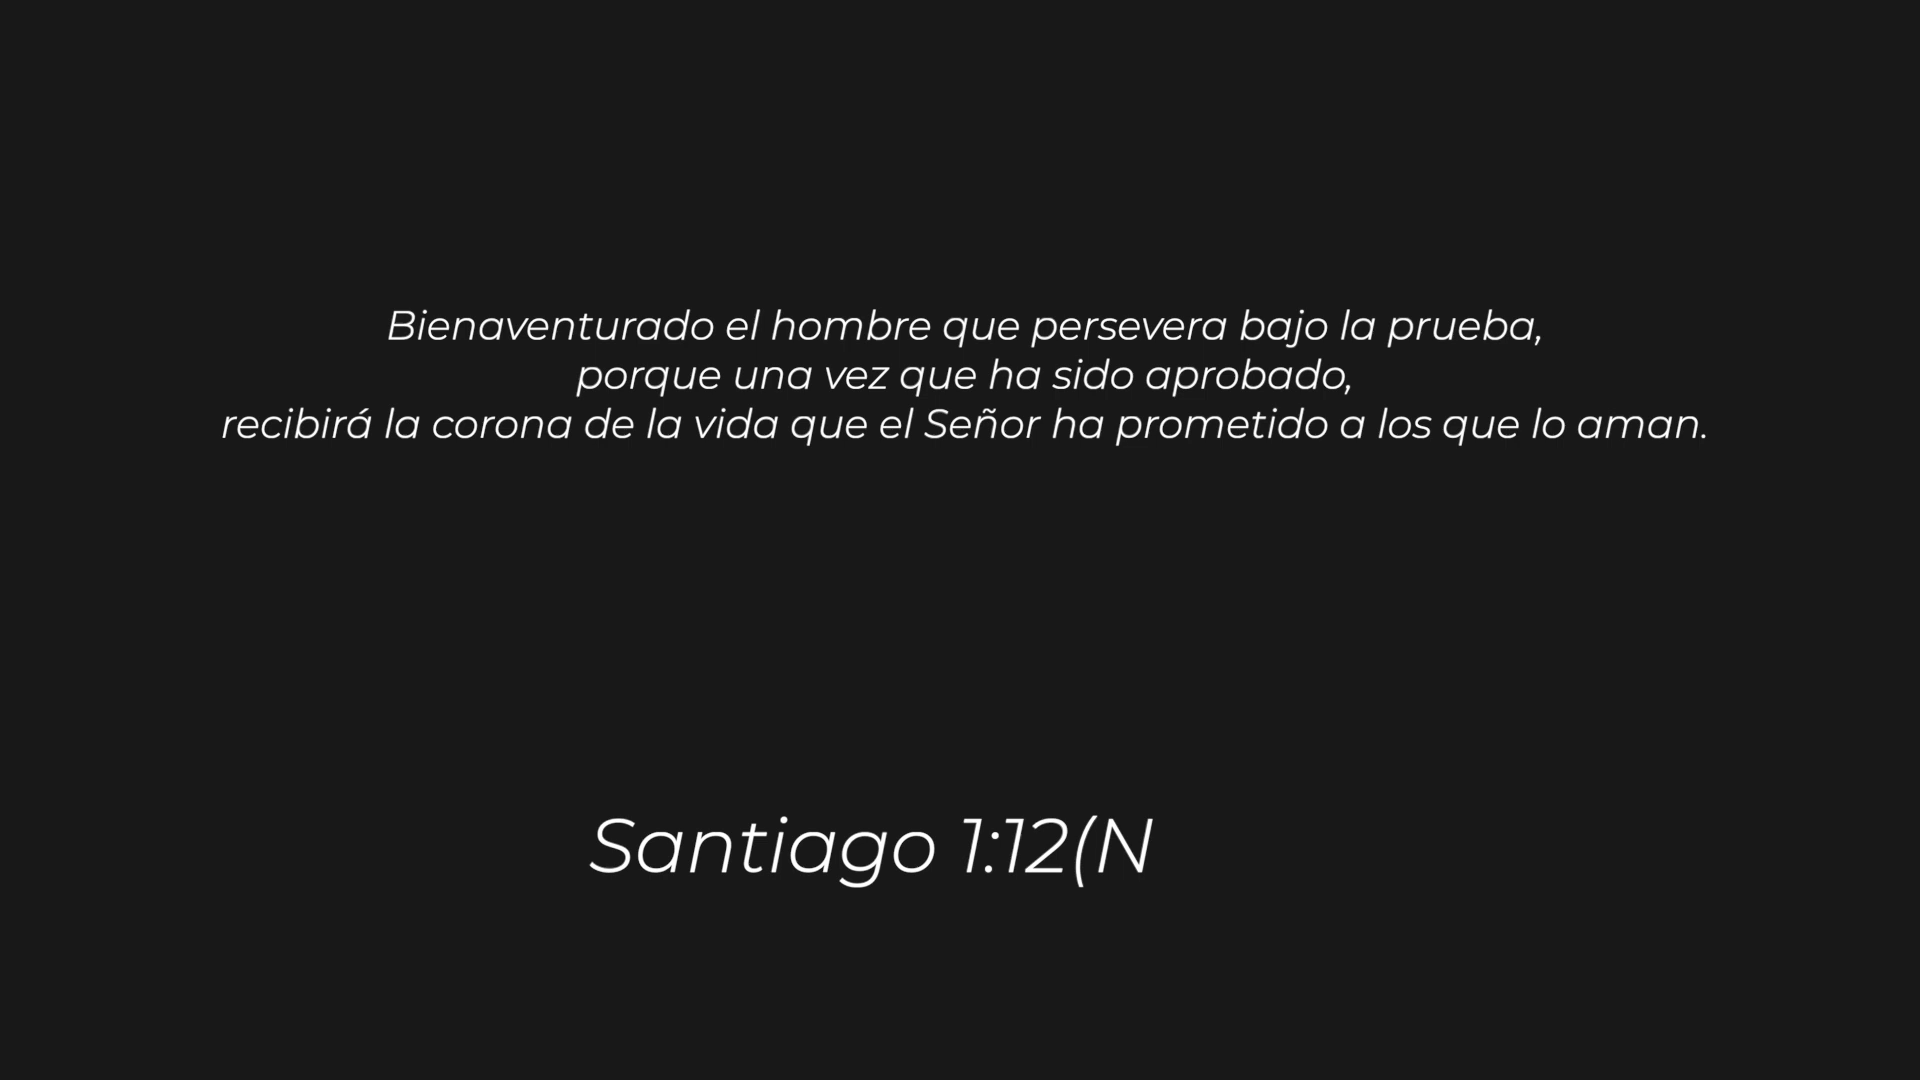 Bienaventurado el hombre que persevera bajo la prueba,
porque una vez que ha sido aprobado,
recibirá la corona de la vida que el Señor ha prometido a los que lo aman.
Santiago 1:12(N